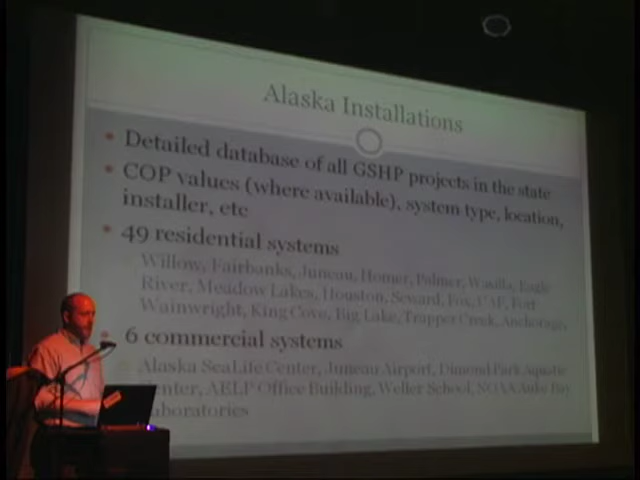 Alaska Installations
Detailed database of all GSHP projects in the state
COP values (where available), system type, location,
installer, etc
49 residential systems
Willow, Fairbanks, Juneau, Homer, Palmer, Wasilla, Eagle
River, Meadow Lakes, Houston, Seward, Fox, UAF, Fort
Wainwright, King Cove, Big Lake, Trapper Creek, Anchorage
6 commercial systems
Alaska SeaLife Center, Juneau Airport, Dimond Park Aquatic
Center, AELP Office Building, Weller School, NOAA Auke Bay
Laboratories